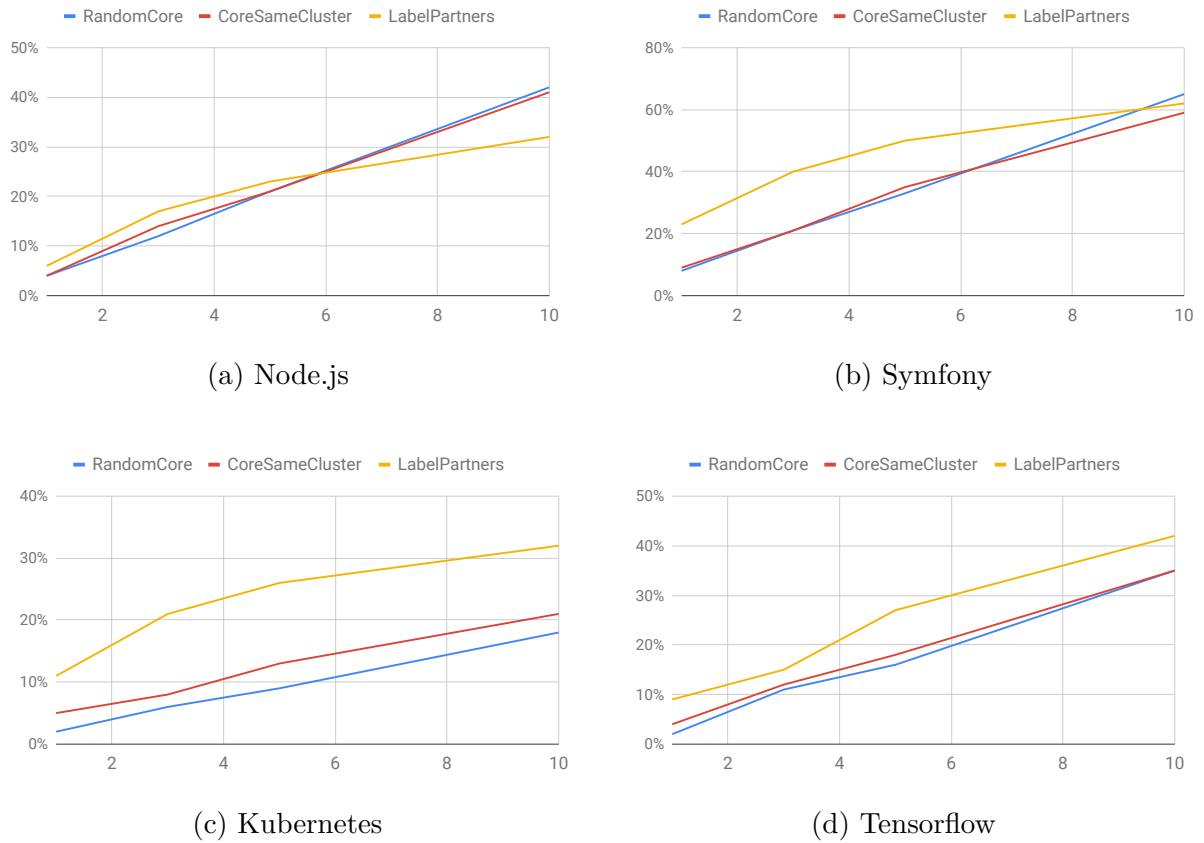 RandomCore CoreSameCluster LabelPartners
50%
40%
30%
20%
10%
0%
2 4 6 8 10
(a) Node.js
RandomCore CoreSameCluster LabelPartners
80%
60%
40%
20%
0%
2 4 6 8 10
(b) Symfony
RandomCore CoreSameCluster LabelPartners
40%
30%
20%
10%
0%
2 4 6 8 10
(c) Kubernetes
RandomCore CoreSameCluster LabelPartners
50%
40%
30%
20%
10%
0%
2 4 6 8 10
(d) Tensorflow